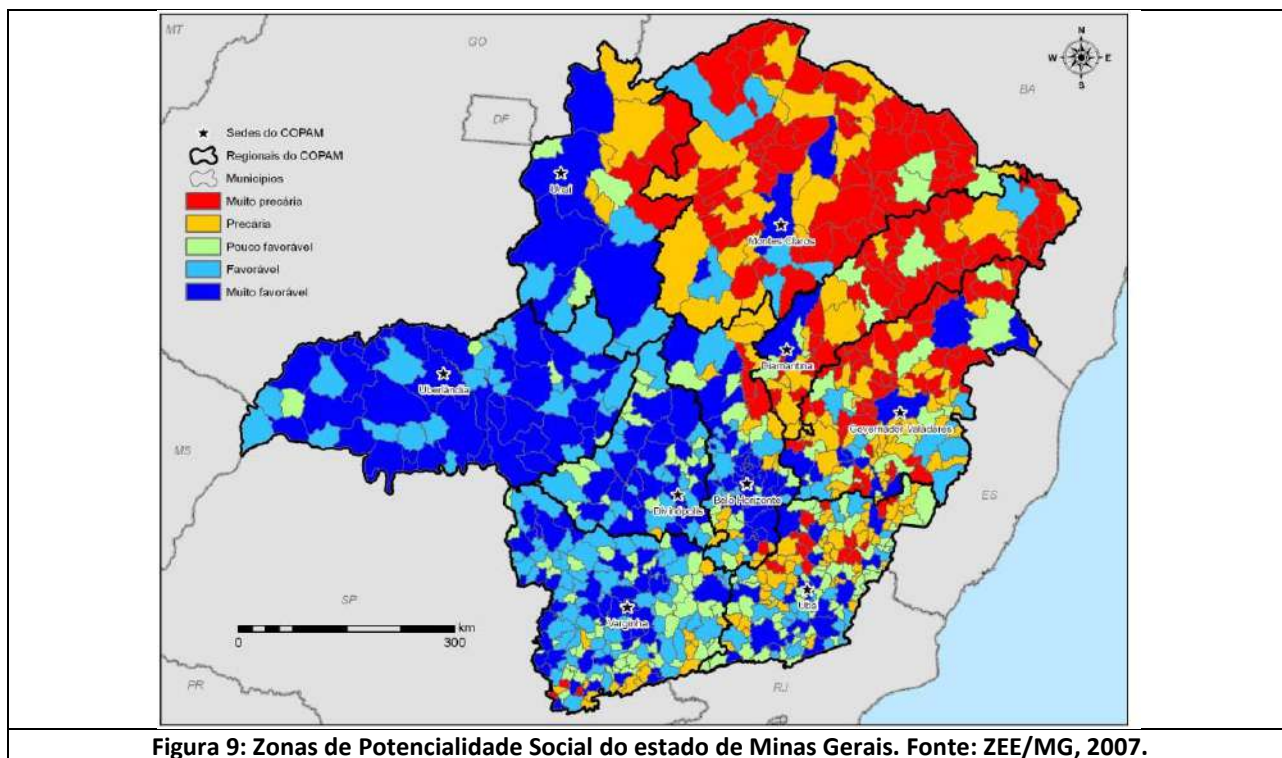 MT
GO
DF
BA
N
W
E
S
Sedes do COPAM
Regionais do COPAM
Municípios
Muito precária
Precária
Pouco favorável
Favorável
Muito favorável
Unaí
Montes Claros
Diamantina
Uberlândia
Governador Valadares
MS
Divinópolis
Belo Horizonte
ES
SP
Varginha
Ubá
km
0
300
PR
RJ
Figura 9: Zonas de Potencialidade Social do estado de Minas Gerais. Fonte: ZEE/MG, 2007.